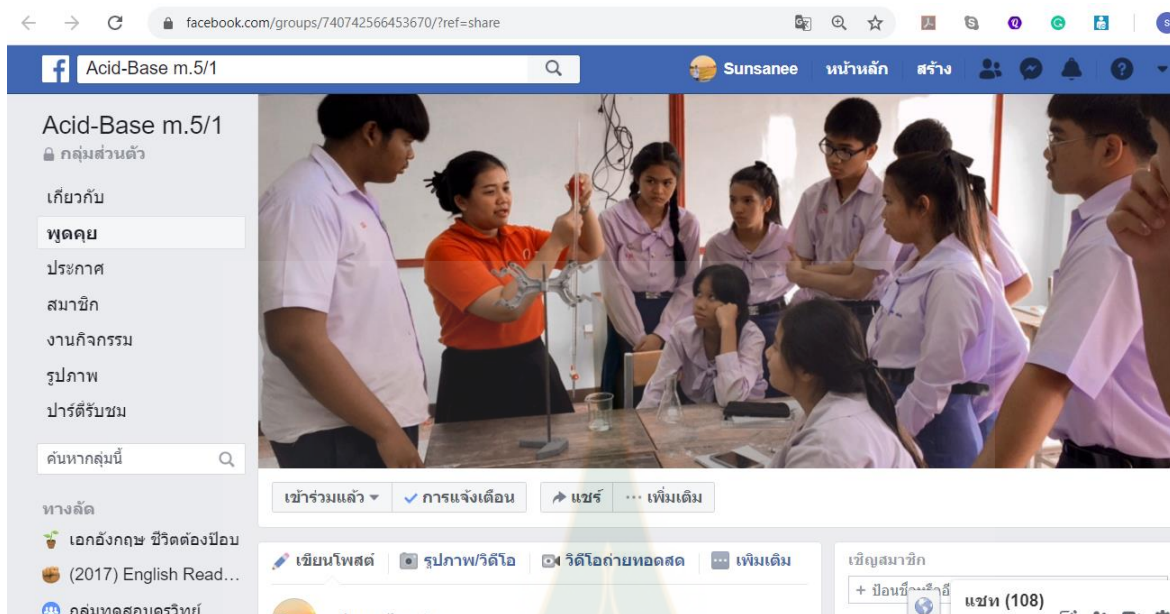 facebook.com/groups/740742566453670/?ref=share
Acid-Base m.5/1
Sunsanee
หน้าหลัก
สร้าง
Acid-Base m.5/1
กลุ่มส่วนตัว
เกี่ยวกับ
พูดคุย
ประกาศ
สมาชิก
งานกิจกรรม
รูปภาพ
ปาร์ตี้รับชม
ค้นหากลุ่มนี้
ทางลัด
เอกอังกฤษ ชีวิตต้องป๊อบ
(2017) English Read...
เข้าร่วมแล้ว
การแจ้งเตือน
แชร์
เพิ่มเติม
เขียนโพสต์
รูปภาพ/วิดีโอ
วิดีโอถ่ายทอดสด
เพิ่มเติม
เชิญสมาชิก
แชท (108)